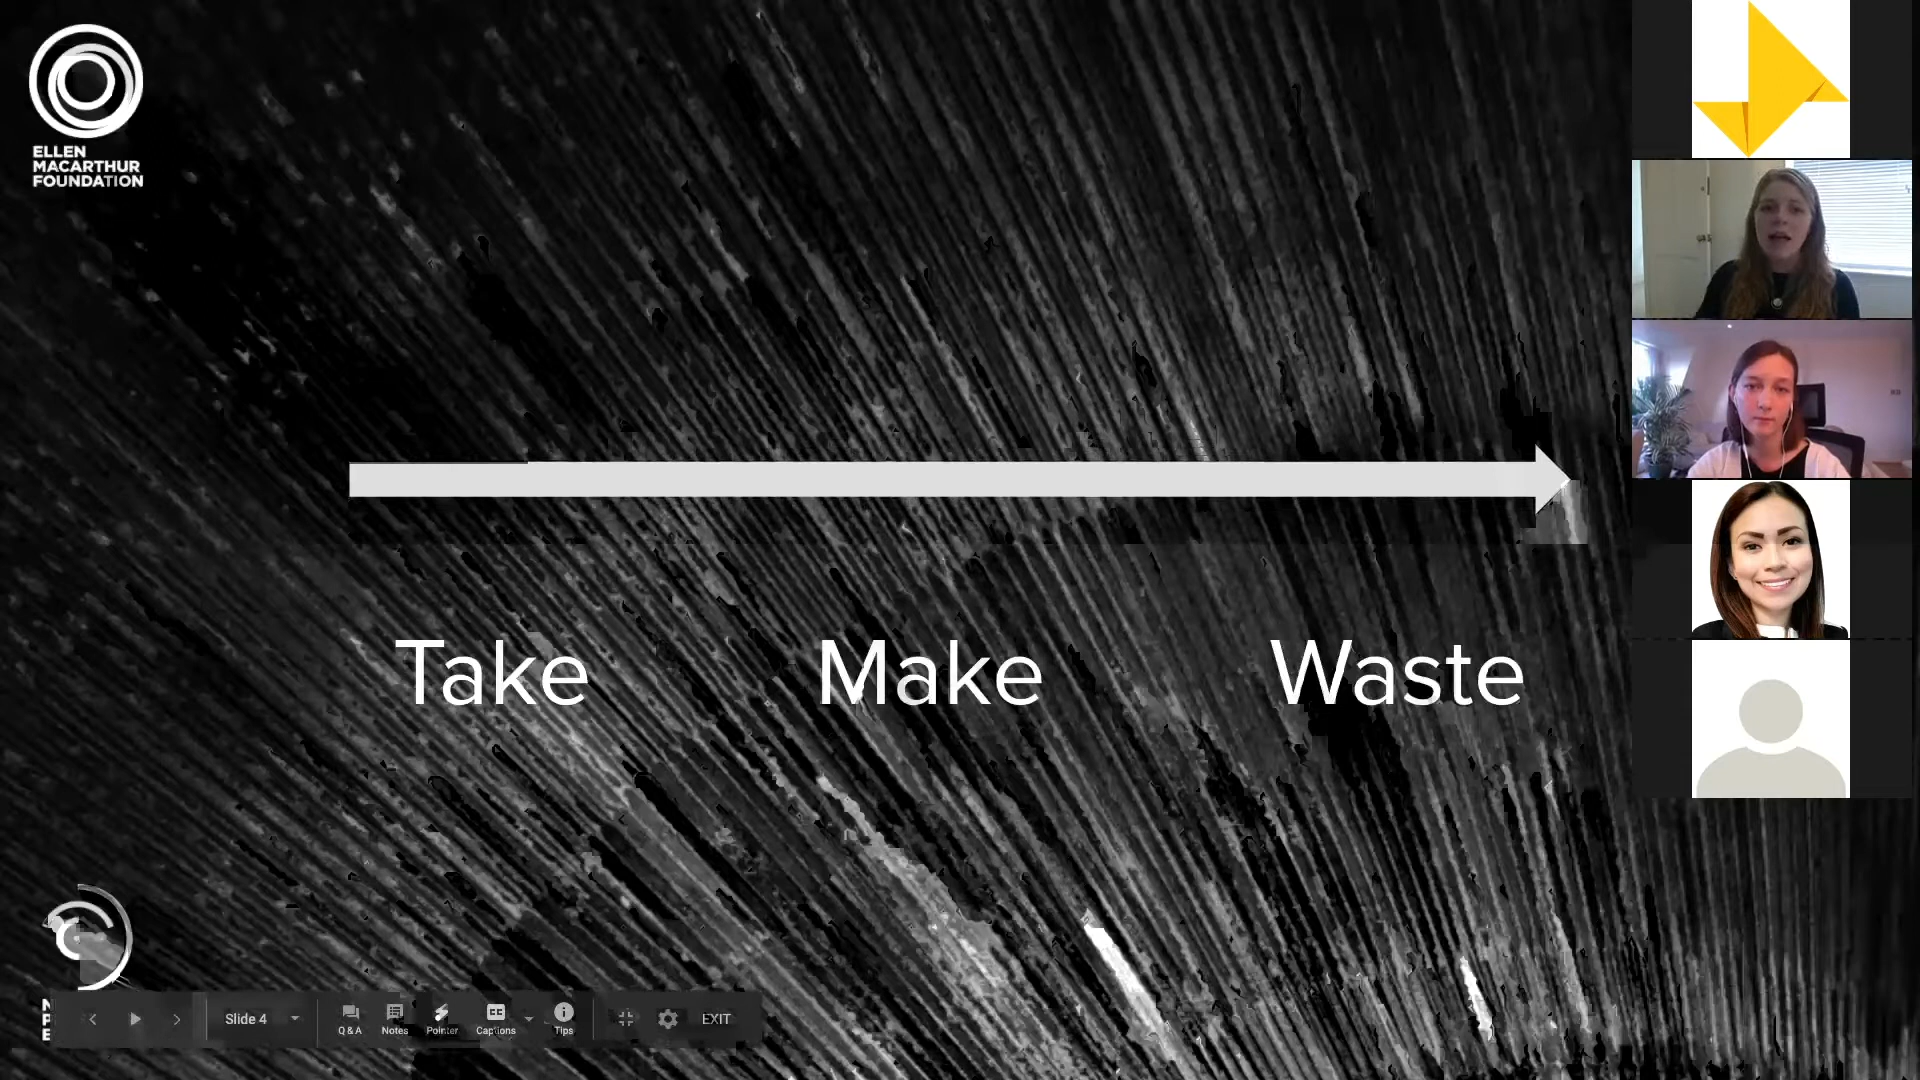 ELLEN
MACARTHUR
FOUNDATION
Take Make Waste
N
P
E
Slide 4
Q&A
Notes
Pointer
Captions
Tips
EXIT